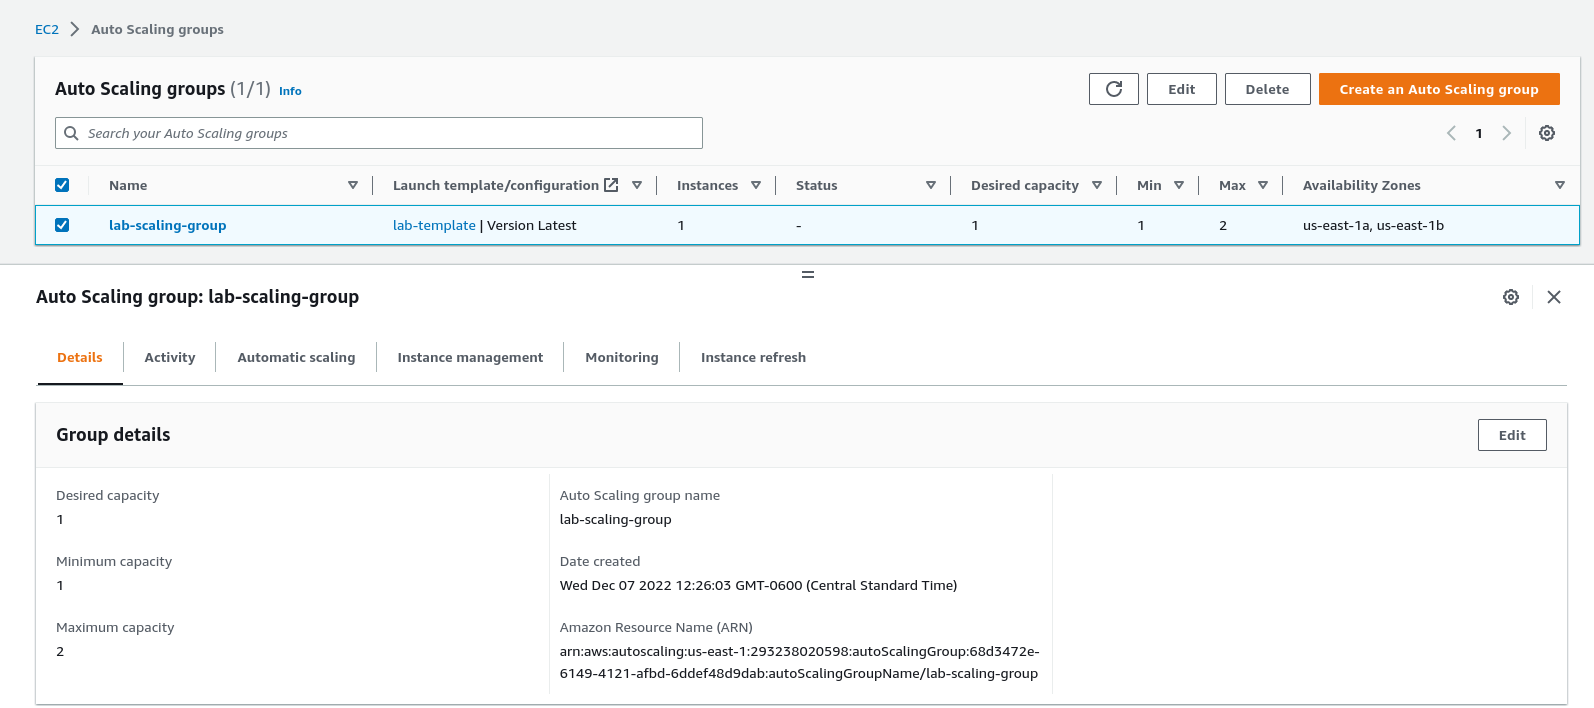 EC2 > Auto Scaling groups
Auto Scaling groups (1/1) Info
Edit Delete Create an Auto Scaling group
Search your Auto Scaling groups
1
Name Launch template/configuration Instances Status Desired capacity Min Max Availability Zones
lab-scaling-group lab-template | Version Latest 1 - 1 1 2 us-east-1a, us-east-1b
Auto Scaling group: lab-scaling-group
Details Activity Automatic scaling Instance management Monitoring Instance refresh
Group details Edit
Desired capacity
1
Minimum capacity
1
Maximum capacity
2
Auto Scaling group name
lab-scaling-group
Date created
Wed Dec 07 2022 12:26:03 GMT-0600 (Central Standard Time)
Amazon Resource Name (ARN)
arn:aws:autoscaling:us-east-1:293238020598:autoScalingGroup:68d3472e-
6149-4121-afbd-6ddef48d9dab:autoScalingGroupName/lab-scaling-group